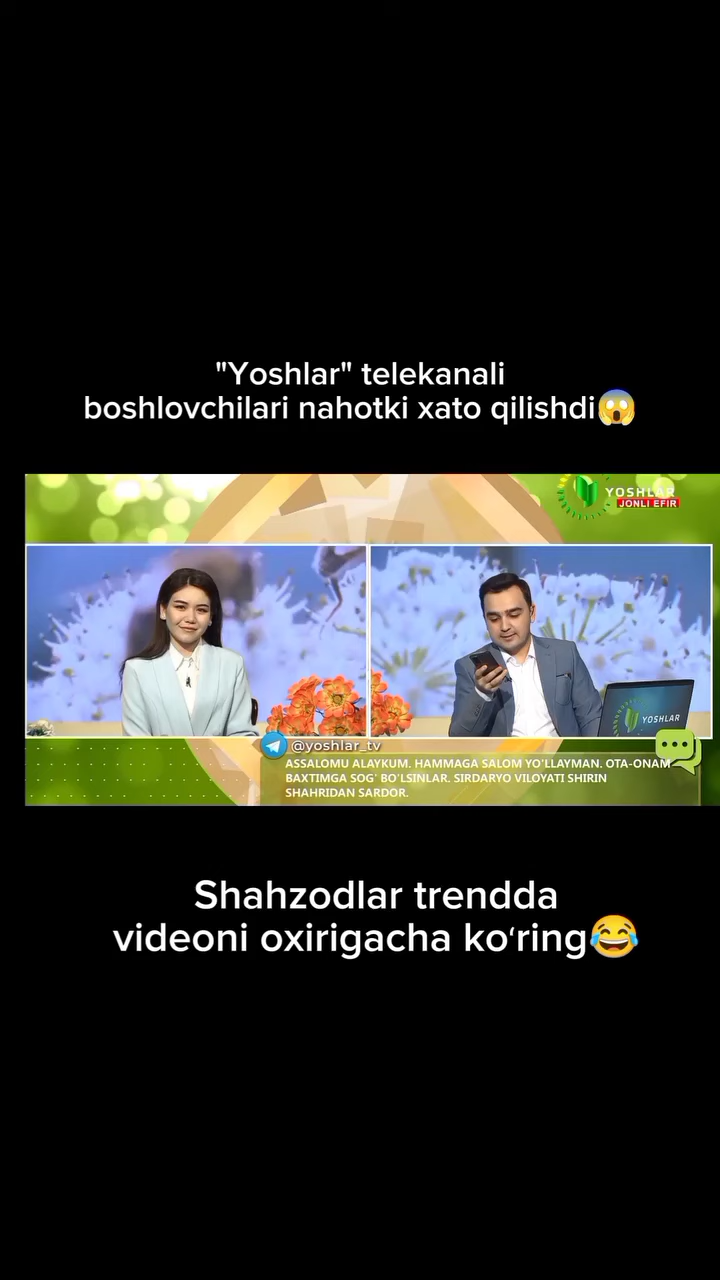 "Yoshlar" telekanali
boshlovchilari nahotki xato qilishdi😱
YOSHLAR
JONLI EFIR
YOSHLAR
@yoshlar_tv
ASSALOMU ALAYKUM. HAMMAGA SALOM YO'LLAYMAN. OTA-ONAM
BAXTIMGA SOG' BO'LSINLAR. SIRDARYO VILOYATI SHIRIN
SHAHRIDAN SARDOR.
Shahzodlar trendda
videoni oxirigacha koʻring😂